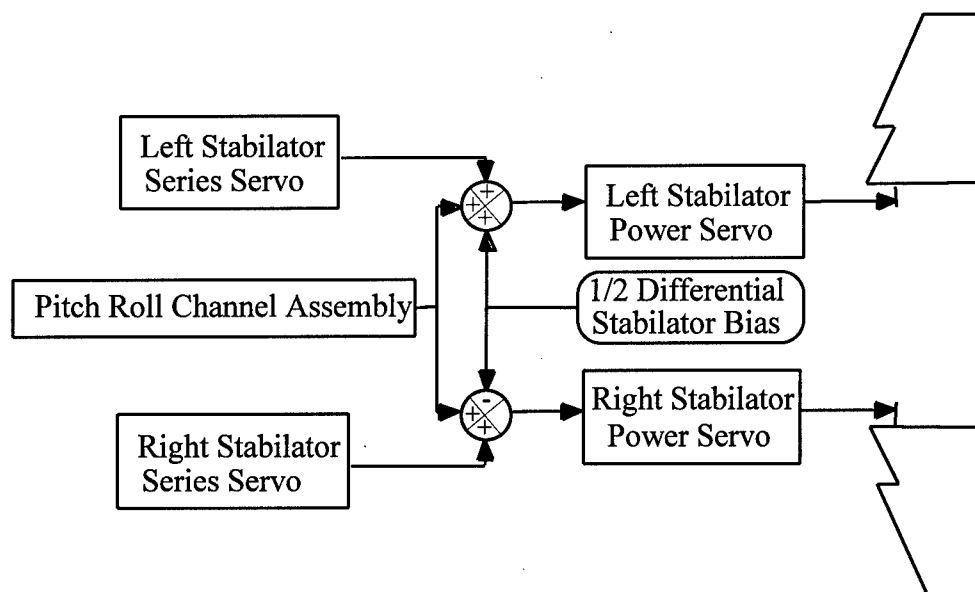 Left Stabilator
Series Servo
+
+
+
Left Stabilator
Power Servo
Pitch Roll Channel Assembly
1/2 Differential
Stabilator Bias
-
+
+
Right Stabilator
Power Servo
Right Stabilator
Series Servo